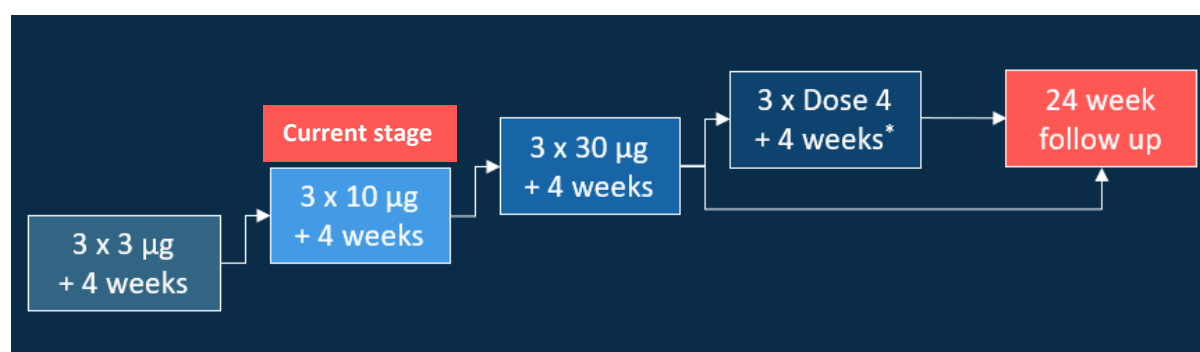 3 x 3 µg
+ 4 weeks
Current stage
3 x 10 µg
+ 4 weeks
3 x 30 µg
+ 4 weeks
3 x Dose 4
+ 4 weeks*
24 week
follow up